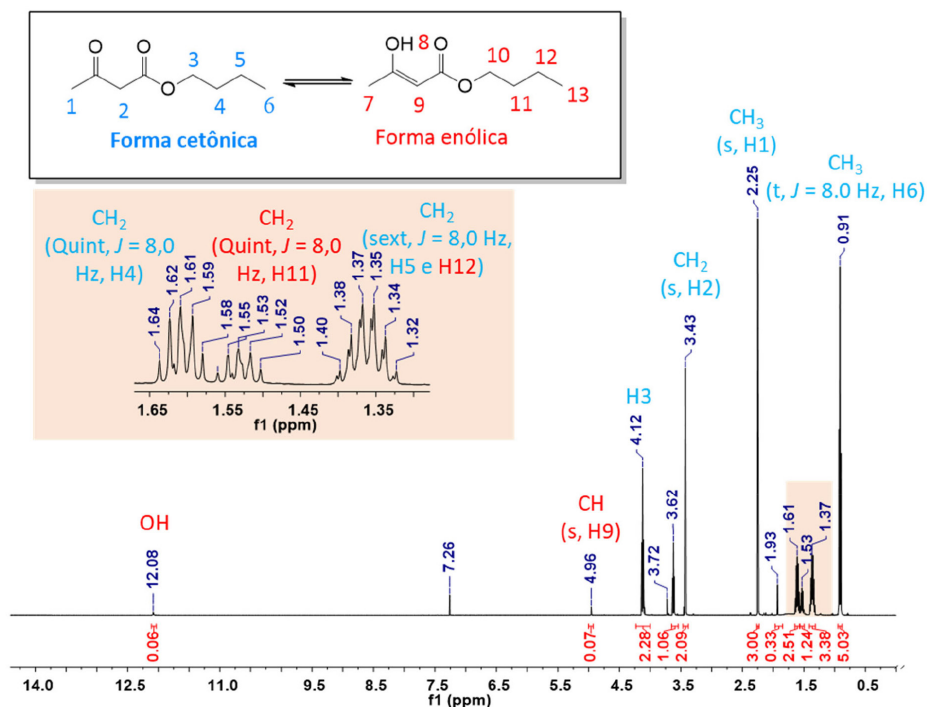 O
O
OH
8
O
1
2
3
4
5
6
O
7
9
10
11
12
13
O
Forma cetônica
Forma enólica
CH3
(s, H1)
CH3
(t, J = 8.0 Hz, H6)
CH2
(Quint, J = 8,0
Hz, H4)
CH2
(Quint, J = 8,0
Hz, H11)
CH2
(sext, J = 8,0 Hz,
H5 e H12)
CH2
(s, H2)
1.64
1.62
1.61
1.59
1.58
1.55
1.53
1.52
1.50
1.40
1.38
1.37
1.35
1.34
1.32
1.65
1.55
1.45
1.35
f1 (ppm)
H3
OH
CH
(s, H9)
12.08
7.26
4.96
4.12
3.72
3.62
3.43
2.25
1.93
1.61
1.53
1.37
0.91
0.06
0.07
2.28
1.06
2.09
3.00
0.33
2.51
1.24
3.38
5.03
14.0
12.5
11.5
10.5
9.5
8.5
7.5
6.5
5.5
4.5
3.5
2.5
1.5
0.5
f1 (ppm)